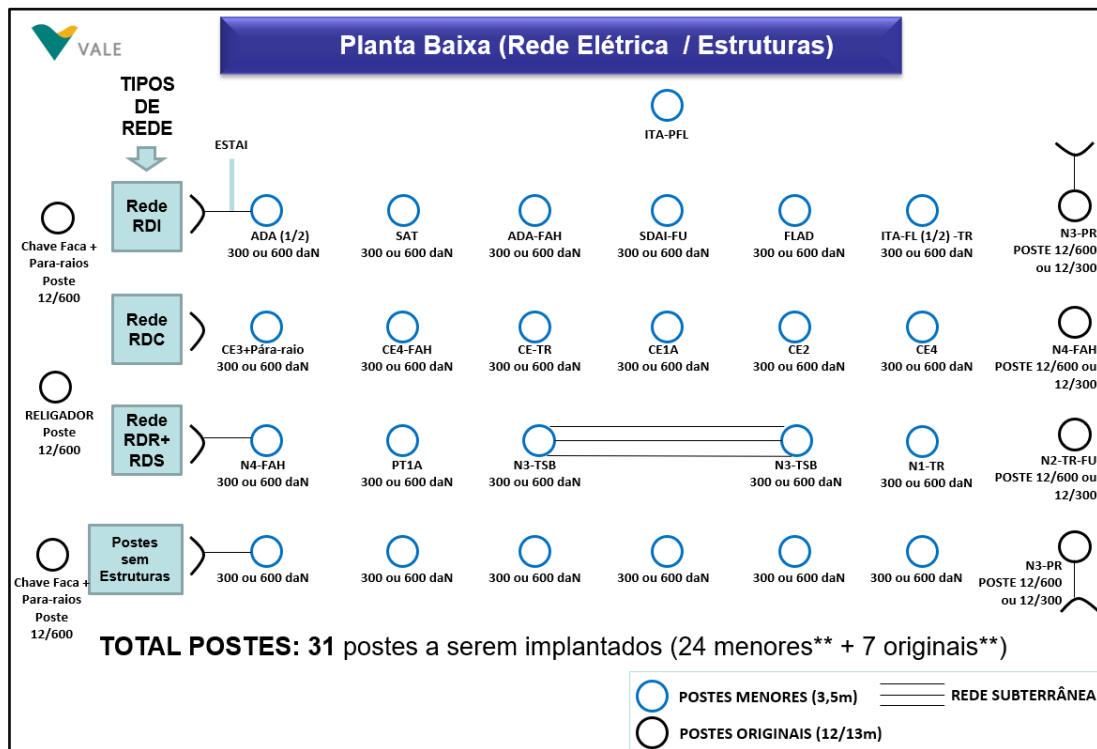 VALE
Planta Baixa (Rede Elétrica / Estruturas)
TIPOS
DE
REDE
ITA-PFL
ESTAI
Rede
RDI
Chave Faca +
Para-raios
Poste
12/600
ADA (1/2)
300 ou 600 daN
SAT
300 ou 600 daN
ADA-FAH
300 ou 600 daN
SDAI-FU
300 ou 600 daN
FLAD
300 ou 600 daN
ITA-FL (1/2) -TR
300 ou 600 daN
N3-PR
POSTE 12/600
ou 12/300
Rede
RDC
CE3+Pára-raio
300 ou 600 daN
CE4-FAH
300 ou 600 daN
CE-TR
300 ou 600 daN
CE1A
300 ou 600 daN
CE2
300 ou 600 daN
CE4
300 ou 600 daN
N4-FAH
POSTE 12/600 ou
12/300
RELIGADOR
Poste
12/600
Rede
RDR+
RDS
N4-FAH
300 ou 600 daN
PT1A
300 ou 600 daN
N3-TSB
300 ou 600 daN
N3-TSB
300 ou 600 daN
N1-TR
300 ou 600 daN
N2-TR-FU
POSTE 12/600 ou
12/300
Chave Faca +
Para-raios
Poste
12/600
Postes
sem
Estruturas
300 ou 600 daN
300 ou 600 daN
300 ou 600 daN
300 ou 600 daN
300 ou 600 daN
300 ou 600 daN
N3-PR
POSTE 12/600
ou 12/300
TOTAL POSTES: 31 postes a serem implantados (24 menores** + 7 originais**)
POSTES MENORES (3,5m)
REDE SUBTERRÂNEA
POSTES ORIGINAIS (12/13m)